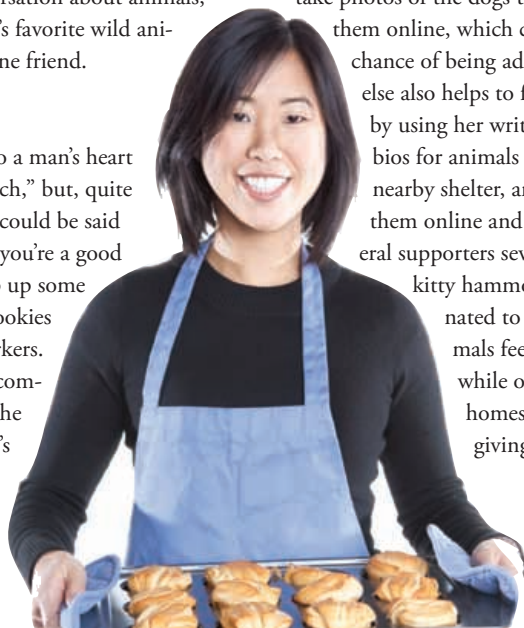 rsation about animals,
's favorite wild ani-
ne friend.
o a man's heart
ch," but, quite
could be said
you're a good
up some
ookies
kers.
com-
he
's
take photos of the dogs
them online, which
chance of being ad
else also helps to f
by using her writ
bios for animals
nearby shelter, a
them online and
eral supporters sew
kitty hamm
nated to
mals fee
while o
homes
giving